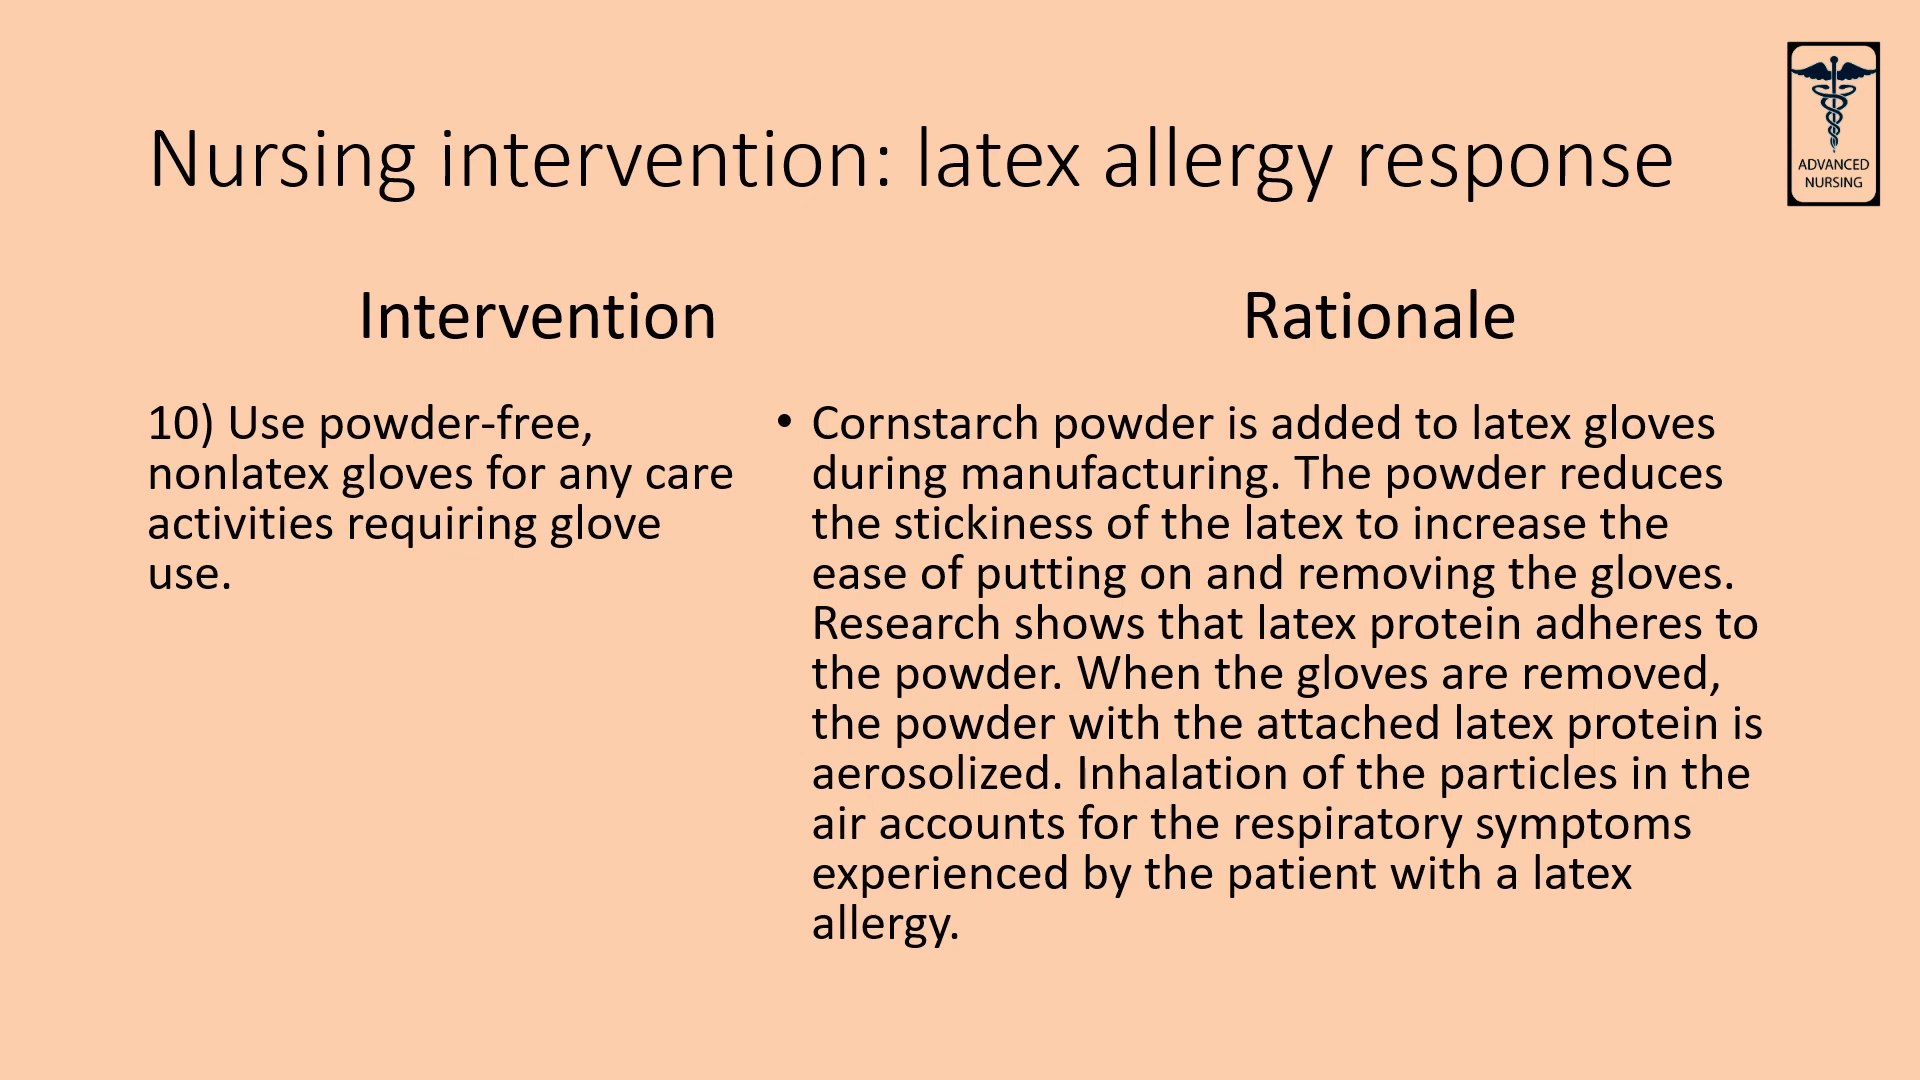 Nursing intervention: latex allergy response
ADVANCED
NURSING
Intervention
10) Use powder-free,
nonlatex gloves for any care
activities requiring glove
use.
Rationale
• Cornstarch powder is added to latex gloves
during manufacturing. The powder reduces
the stickiness of the latex to increase the
ease of putting on and removing the gloves.
Research shows that latex protein adheres to
the powder. When the gloves are removed,
the powder with the attached latex protein is
aerosolized. Inhalation of the particles in the
air accounts for the respiratory symptoms
experienced by the patient with a latex
allergy.